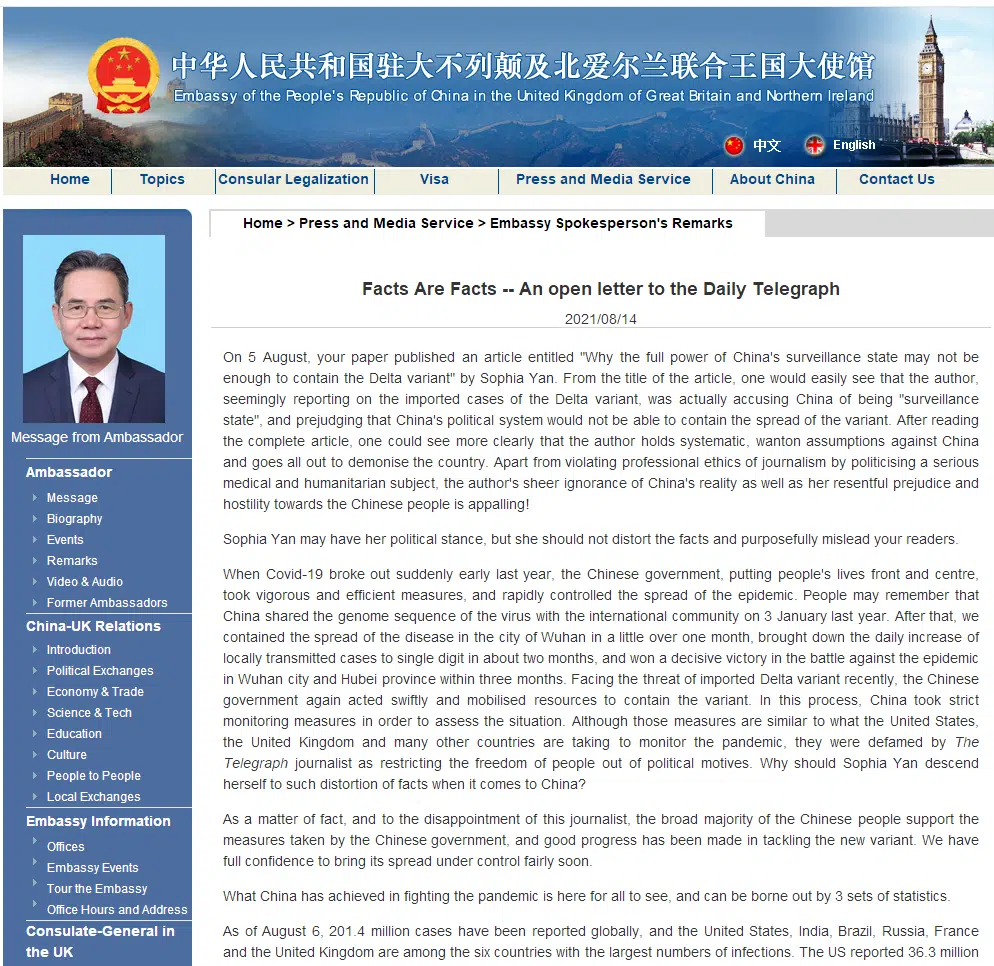 中华人民共和国驻大不列颠及北爱尔兰联合王国大使馆
Embassy of the People's Republic of China in the United Kingdom of Great Britain and Northern Ireland
中文 English
Home Topics Consular Legalization Visa Press and Media Service About China Contact Us
Home > Press and Media Service > Embassy Spokesperson's Remarks
Message from Ambassador
Ambassador
Message
Biography
Events
Remarks
Video & Audio
Former Ambassadors
China-UK Relations
Introduction
Political Exchanges
Economy & Trade
Science & Tech
Education
Culture
People to People
Local Exchanges
Embassy Information
Offices
Embassy Events
Tour the Embassy
Office Hours and Address
Consulate-General in
the UK
Facts Are Facts -- An open letter to the Daily Telegraph
2021/08/14
On 5 August, your paper published an article entitled "Why the full power of China's surveillance state may not be
enough to contain the Delta variant" by Sophia Yan. From the title of the article, one would easily see that the author,
seemingly reporting on the imported cases of the Delta variant, was actually accusing China of being "surveillance
state", and prejudging that China's political system would not be able to contain the spread of the variant. After reading
the complete article, one could see more clearly that the author holds systematic, wanton assumptions against China
and goes all out to demonise the country. Apart from violating professional ethics of journalism by politicising a serious
medical and humanitarian subject, the author's sheer ignorance of China's reality as well as her resentful prejudice and
hostility towards the Chinese people is appalling!
Sophia Yan may have her political stance, but she should not distort the facts and purposefully mislead your readers.
When Covid-19 broke out suddenly early last year, the Chinese government, putting people's lives front and centre,
took vigorous and efficient measures, and rapidly controlled the spread of the epidemic. People may remember that
China shared the genome sequence of the virus with the international community on 3 January last year. After that, we
contained the spread of the disease in the city of Wuhan in a little over one month, brought down the daily increase of
locally transmitted cases to single digit in about two months, and won a decisive victory in the battle against the epidemic
in Wuhan city and Hubei province within three months. Facing the threat of imported Delta variant recently, the Chinese
government again acted swiftly and mobilised resources to contain the variant. In this process, China took strict
monitoring measures in order to assess the situation. Although those measures are similar to what the United States,
the United Kingdom and many other countries are taking to monitor the pandemic, they were defamed by The
Telegraph journalist as restricting the freedom of people out of political motives. Why should Sophia Yan descend
herself to such distortion of facts when it comes to China?
As a matter of fact, and to the disappointment of this journalist, the broad majority of the Chinese people support the
measures taken by the Chinese government, and good progress has been made in tackling the new variant. We have
full confidence to bring its spread under control fairly soon.
What China has achieved in fighting the pandemic is here for all to see, and can be borne out by 3 sets of statistics.
As of August 6, 201.4 million cases have been reported globally, and the United States, India, Brazil, Russia, France
and the United Kingdom are among the six countries with the largest numbers of infections. The US reported 36.3 million